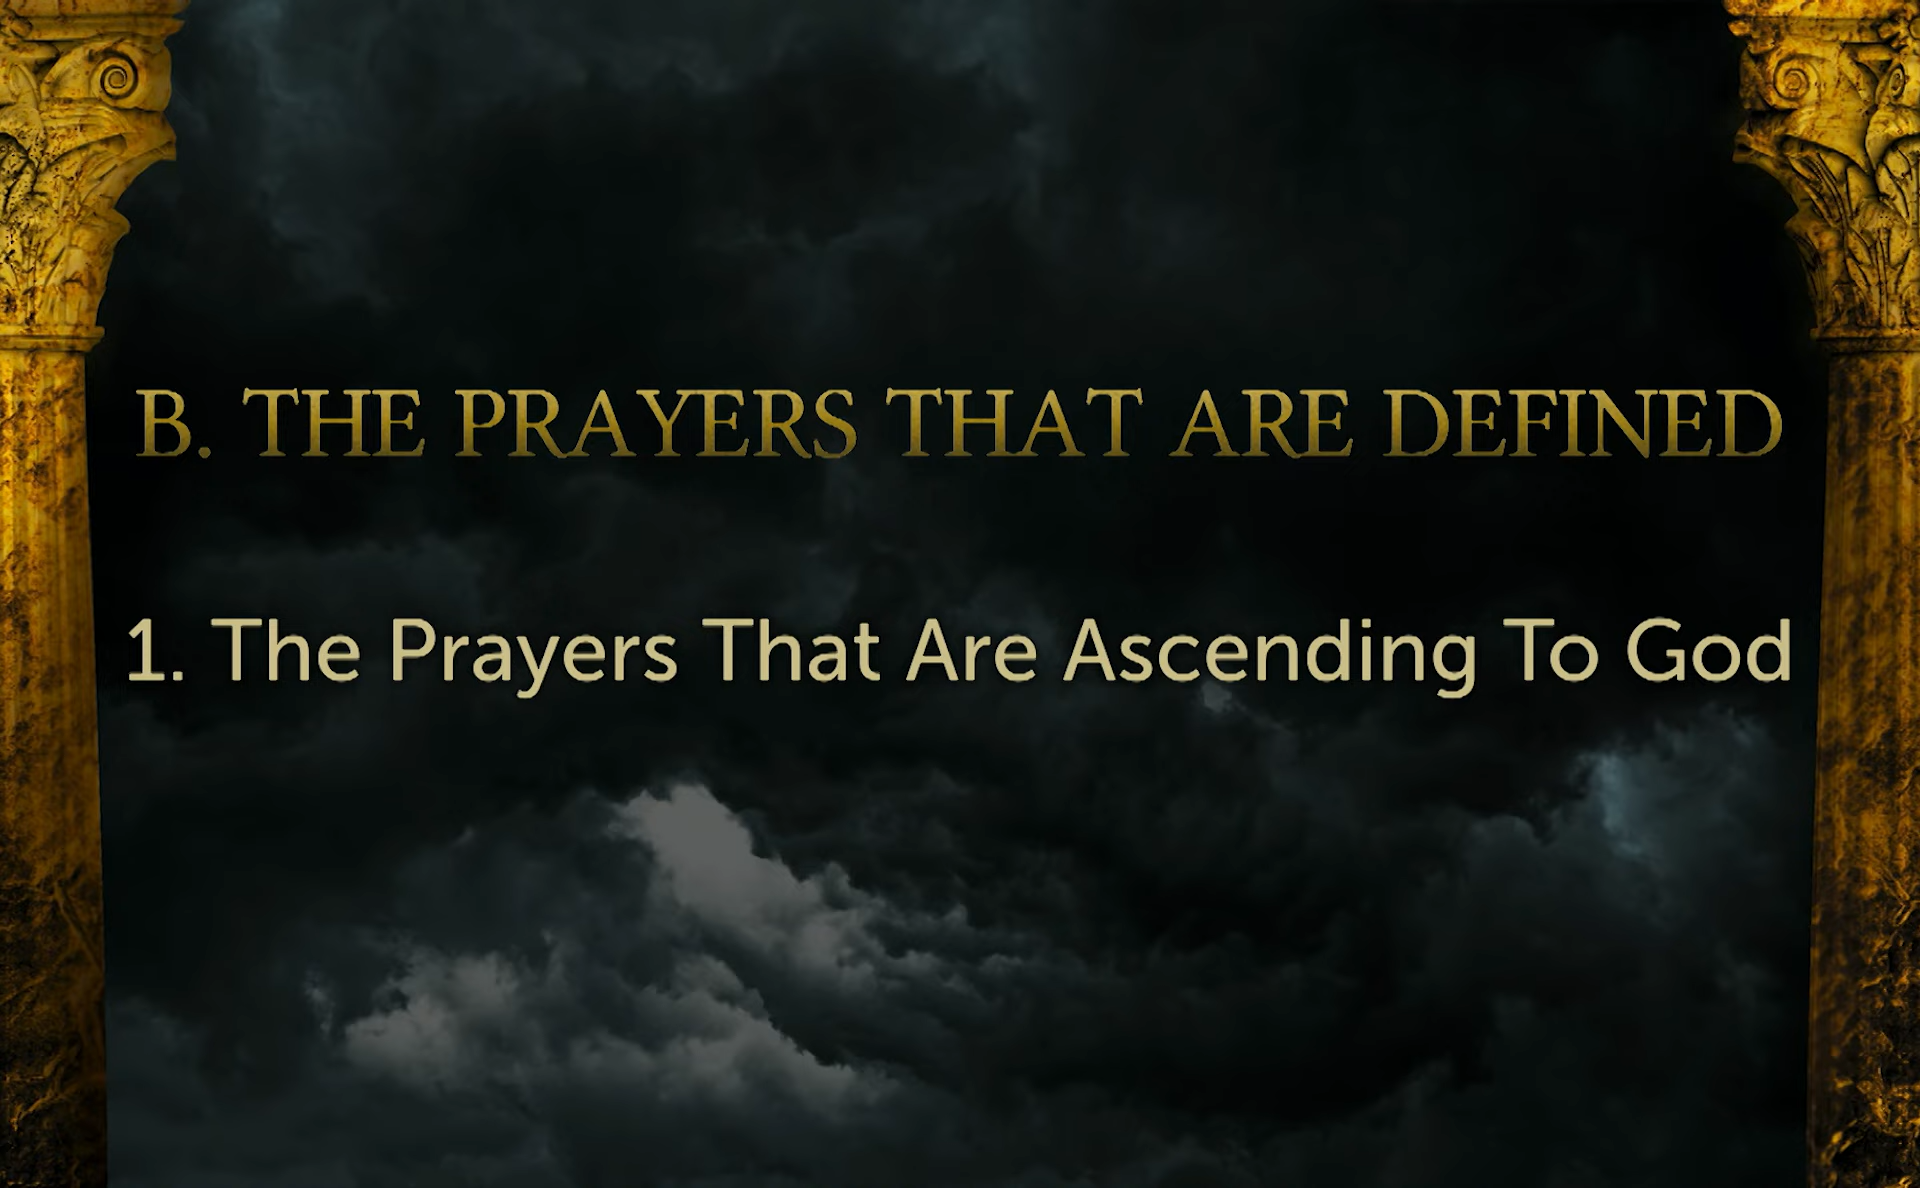 B. THE PRAYERS THAT ARE DEFINED
1. The Prayers That Are Ascending To God